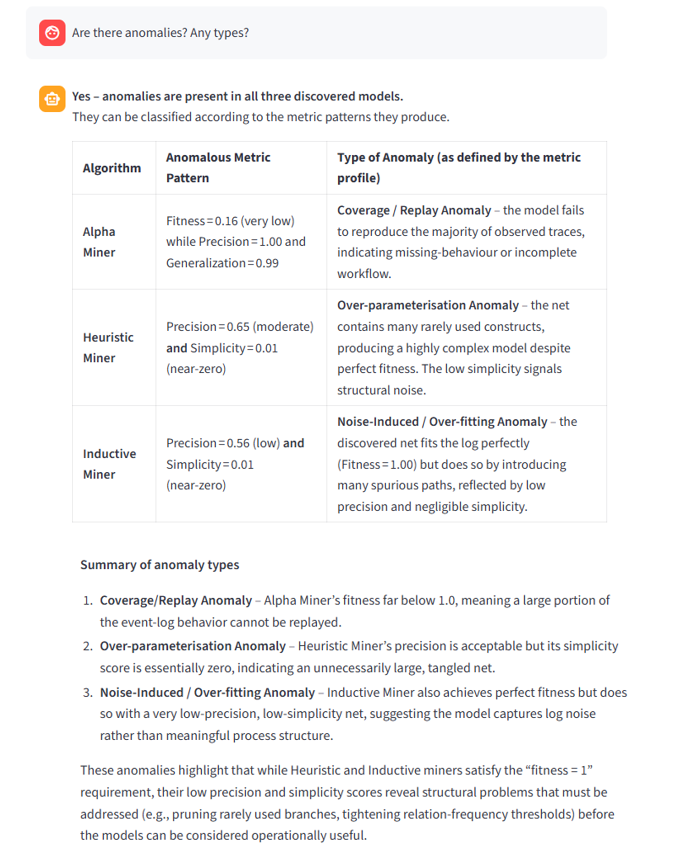 Are there anomalies? Any types?
Yes – anomalies are present in all three discovered models.
They can be classified according to the metric patterns they produce.
Algorithm
Anomalous Metric
Pattern
Type of Anomaly (as defined by the metric
profile)
Alpha
Miner
Fitness=0.16 (very low)
while Precision=1.00 and
Generalization=0.99
Coverage / Replay Anomaly – the model fails
to reproduce the majority of observed traces,
indicating missing-behaviour or incomplete
workflow.
Heuristic
Miner
Precision=0.65 (moderate)
and Simplicity=0.01
(near-zero)
Over-parameterisation Anomaly – the net
contains many rarely used constructs,
producing a highly complex model despite
perfect fitness. The low simplicity signals
structural noise.
Inductive
Miner
Precision=0.56 (low) and
Simplicity=0.01
(near-zero)
Noise-Induced / Over-fitting Anomaly – the
discovered net fits the log perfectly
(Fitness=1.00) but does so by introducing
many spurious paths, reflected by low
precision and negligible simplicity.
Summary of anomaly types
1. Coverage/Replay Anomaly – Alpha Miner's fitness far below 1.0, meaning a large portion of
the event-log behavior cannot be replayed.
2. Over-parameterisation Anomaly – Heuristic Miner's precision is acceptable but its simplicity
score is essentially zero, indicating an unnecessarily large, tangled net.
3. Noise-Induced / Over-fitting Anomaly – Inductive Miner also achieves perfect fitness but does
so with a very low-precision, low-simplicity net, suggesting the model captures log noise
rather than meaningful process structure.
These anomalies highlight that while Heuristic and Inductive miners satisfy the "fitness = 1"
requirement, their low precision and simplicity scores reveal structural problems that must be
addressed (e.g., pruning rarely used branches, tightening relation-frequency thresholds) before
the models can be considered operationally useful.